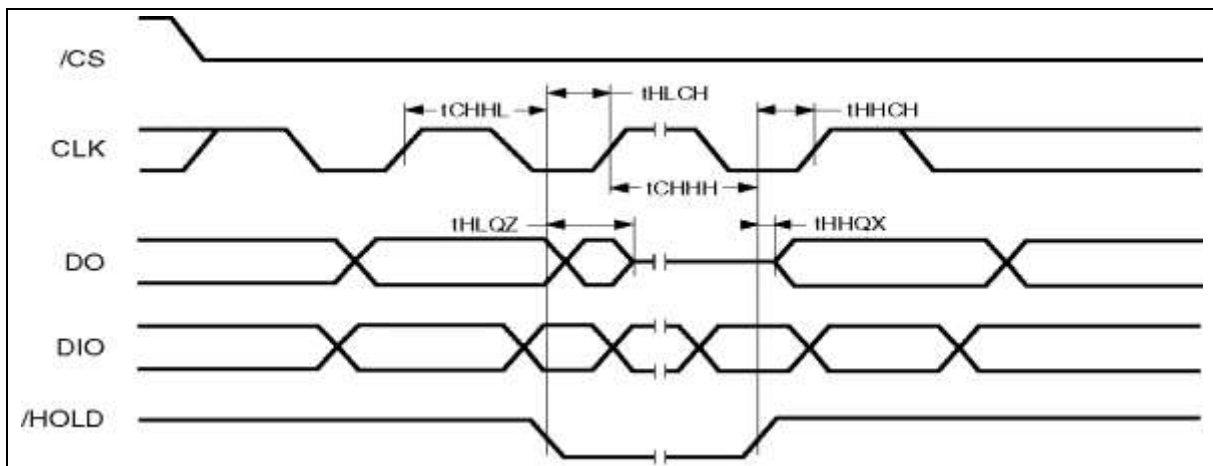 /CS
tHLCH
tCHHL
tHHCH
CLK
tCHHH
tHLQZ
tHHQX
DO
DIO
/HOLD